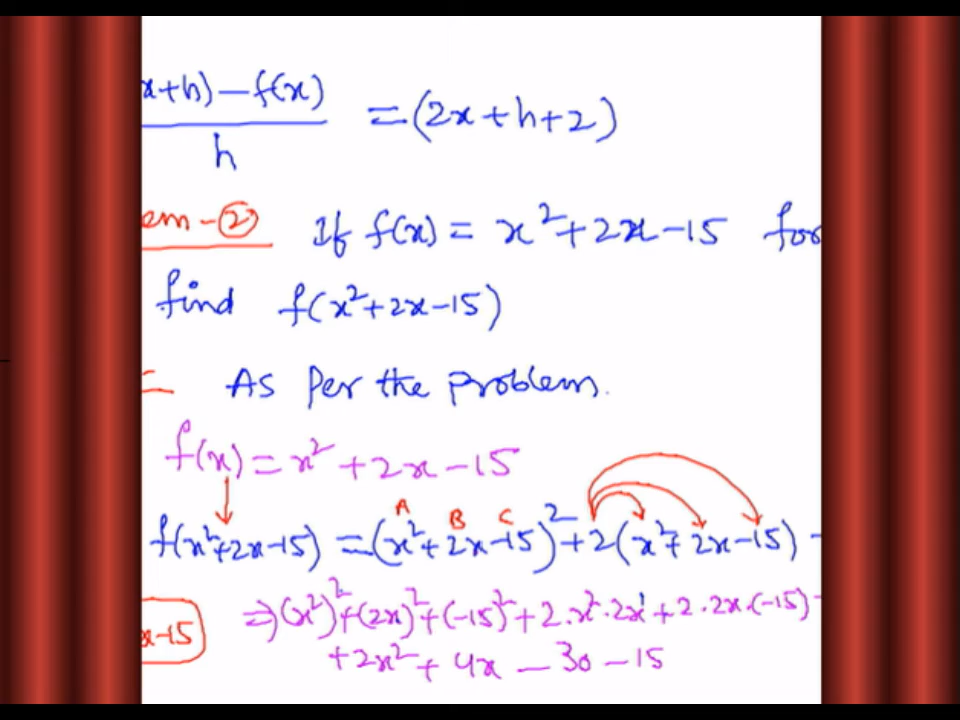 x+h)-f(x)
h
=(2x+h+2)
em-② If f(x) = x²+2x-15 for
find f(x²+2x-15)
= As Per the problem.
f(x)=x²+2x-15
A B C
f(x²+2x-15) =(x²+2x-15)²+2(x²+2x-15)-
x-15
⇒(x²)²+(2x)²+(-15)²+2.x².2x¹+2.2x.(-15)-
+2x²+4x-30-15